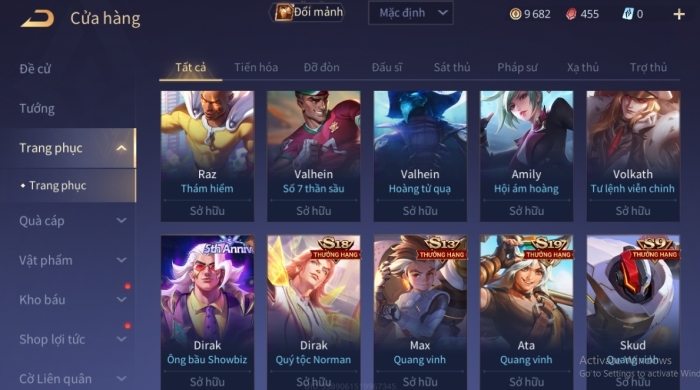 Cửa hàng
Đổi mảnh
Mặc định
9 682
455
0
Đề cử
Tướng
Trang phục
Trang phục
Quà cáp
Vật phẩm
Kho báu
Shop lợi tức
Cờ Liên quân
Tất cả Tiến hóa Đỡ đòn Đấu sĩ Sát thủ Pháp sư Xạ thủ Trợ thủ
Raz Valhein Valhein Amily Volkath
Thám hiểm Số 7 thần sầu Hoàng tử quạ Hội ám hoàng Tư lệnh viễn chinh
Sở hữu Sở hữu Sở hữu Sở hữu Sở hữu
5th Anniv S18 S13 S19 S9
THƯỞNG HẠNG THƯỞNG HẠNG THƯỞNG HẠNG THƯỞNG HẠNG
Dirak Dirak Max Ata Skud
Ông bầu Showbiz Quý tộc Norman Quang vinh Quang vinh Quang vinh
Sở hữu Sở hữu Sở hữu Sở hữu Sở hữu
Activate Windows
Go to Settings to activate Wind